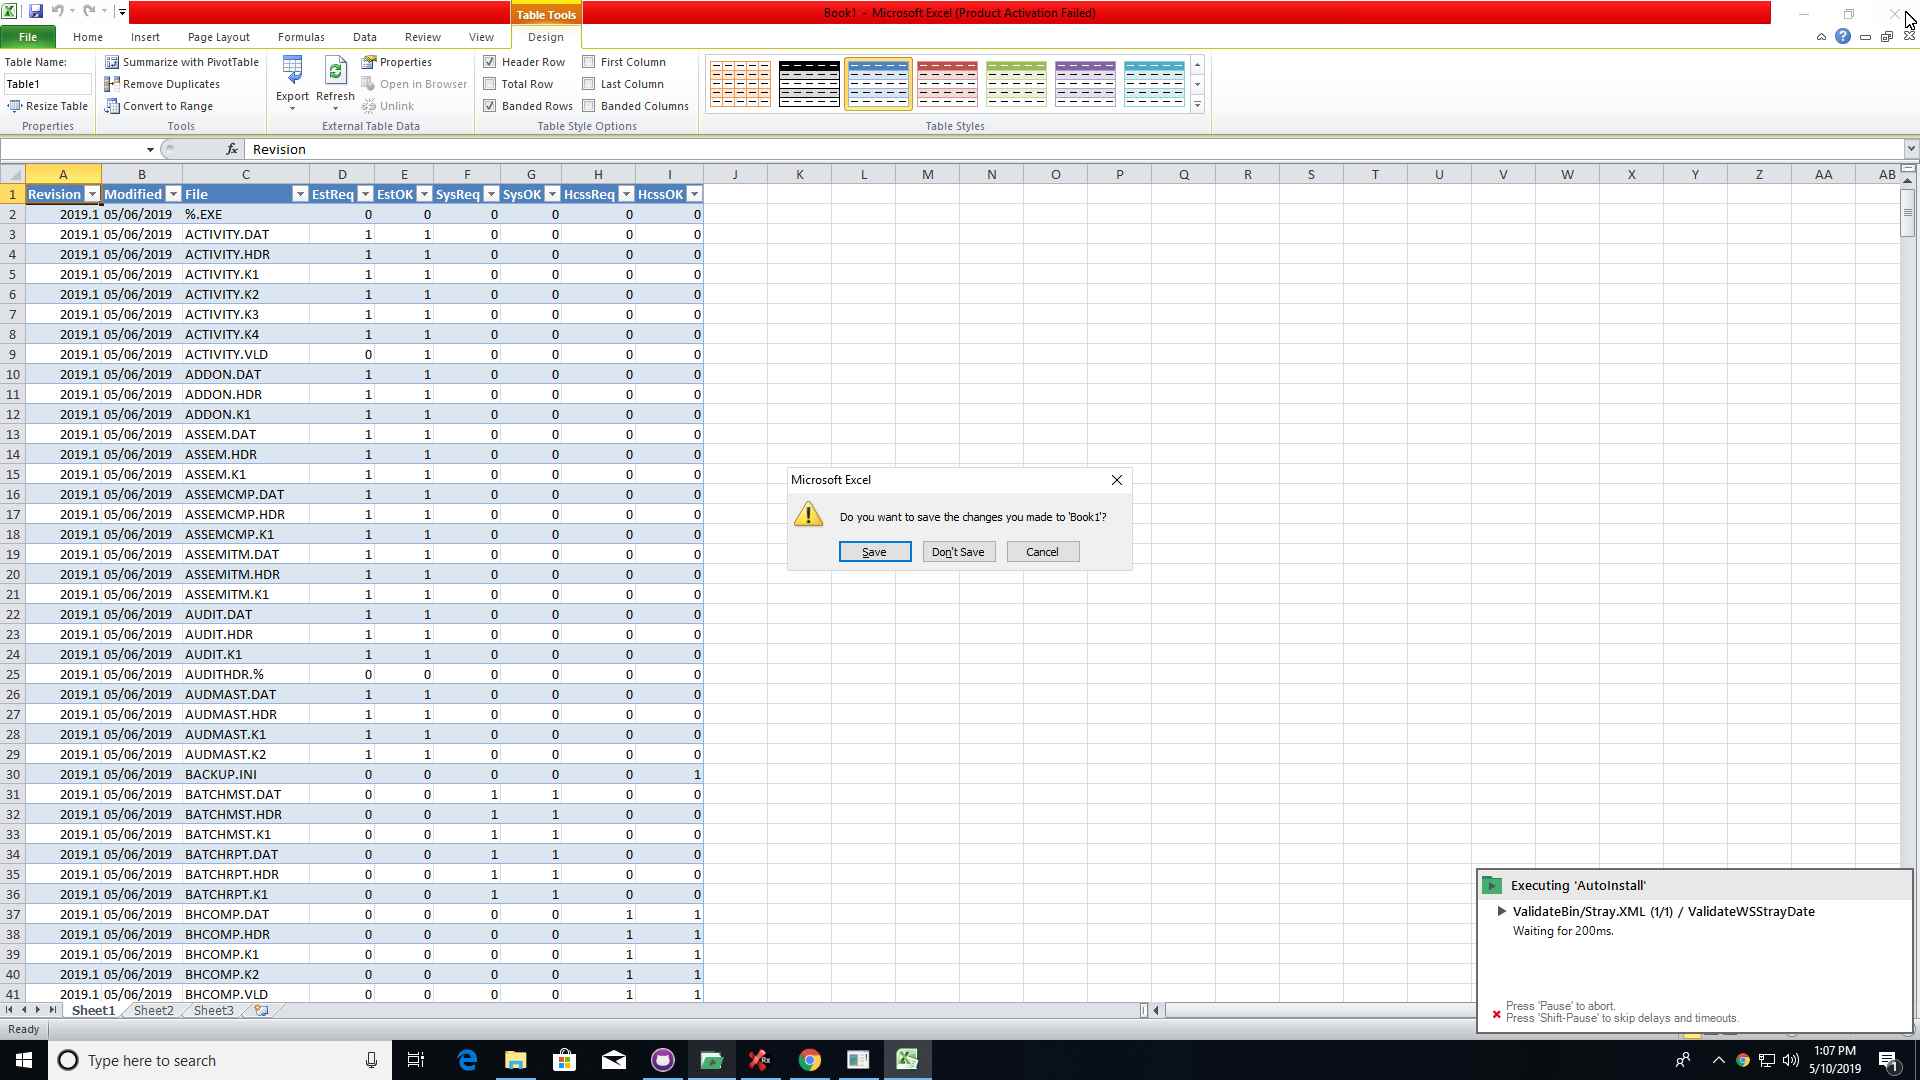 Table Tools
Book1 - Microsoft Excel (Product Activation Failed)
File Home Insert Page Layout Formulas Data Review View Design
Table Name:
Table1
Resize Table
Properties
Summarize with PivotTable
Remove Duplicates
Convert to Range
Tools
Export Refresh
Properties
Open in Browser
Unlink
External Table Data
Header Row First Column
Total Row Last Column
Banded Rows Banded Columns
Table Style Options
Table Styles
fx Revision
A B C D E F G H I J K L M N O P Q R S T U V W X Y Z AA AB
1 Revision Modified File EstReq EstOK SysReq SysOK HcssReq HcssOK
2 2019.1 05/06/2019 %.EXE 0 0 0 0 0 0
3 2019.1 05/06/2019 ACTIVITY.DAT 1 1 0 0 0 0
4 2019.1 05/06/2019 ACTIVITY.HDR 1 1 0 0 0 0
5 2019.1 05/06/2019 ACTIVITY.K1 1 1 0 0 0 0
6 2019.1 05/06/2019 ACTIVITY.K2 1 1 0 0 0 0
7 2019.1 05/06/2019 ACTIVITY.K3 1 1 0 0 0 0
8 2019.1 05/06/2019 ACTIVITY.K4 1 1 0 0 0 0
9 2019.1 05/06/2019 ACTIVITY.VLD 0 1 0 0 0 0
10 2019.1 05/06/2019 ADDON.DAT 1 1 0 0 0 0
11 2019.1 05/06/2019 ADDON.HDR 1 1 0 0 0 0
12 2019.1 05/06/2019 ADDON.K1 1 1 0 0 0 0
13 2019.1 05/06/2019 ASSEM.DAT 1 1 0 0 0 0
14 2019.1 05/06/2019 ASSEM.HDR 1 1 0 0 0 0
15 2019.1 05/06/2019 ASSEM.K1 1 1 0 0 0 0
16 2019.1 05/06/2019 ASSEMCMP.DAT 1 1 0 0 0 0
17 2019.1 05/06/2019 ASSEMCMP.HDR 1 1 0 0 0 0
18 2019.1 05/06/2019 ASSEMCMP.K1 1 1 0 0 0 0
19 2019.1 05/06/2019 ASSEMITM.DAT 1 1 0 0 0 0
20 2019.1 05/06/2019 ASSEMITM.HDR 1 1 0 0 0 0
21 2019.1 05/06/2019 ASSEMITM.K1 1 1 0 0 0 0
22 2019.1 05/06/2019 AUDIT.DAT 1 1 0 0 0 0
23 2019.1 05/06/2019 AUDIT.HDR 1 1 0 0 0 0
24 2019.1 05/06/2019 AUDIT.K1 1 1 0 0 0 0
25 2019.1 05/06/2019 AUDITHDR.% 0 0 0 0 0 0
26 2019.1 05/06/2019 AUDMAST.DAT 1 1 0 0 0 0
27 2019.1 05/06/2019 AUDMAST.HDR 1 1 0 0 0 0
28 2019.1 05/06/2019 AUDMAST.K1 1 1 0 0 0 0
29 2019.1 05/06/2019 AUDMAST.K2 1 1 0 0 0 0
30 2019.1 05/06/2019 BACKUP.INI 0 0 0 0 0 1
31 2019.1 05/06/2019 BATCHMST.DAT 0 0 1 1 0 0
32 2019.1 05/06/2019 BATCHMST.HDR 0 0 1 1 0 0
33 2019.1 05/06/2019 BATCHMST.K1 0 0 1 1 0 0
34 2019.1 05/06/2019 BATCHRPT.DAT 0 0 1 1 0 0
35 2019.1 05/06/2019 BATCHRPT.HDR 0 0 1 1 0 0
36 2019.1 05/06/2019 BATCHRPT.K1 0 0 1 1 0 0
37 2019.1 05/06/2019 BHCOMP.DAT 0 0 0 0 1 1
38 2019.1 05/06/2019 BHCOMP.HDR 0 0 0 0 1 1
39 2019.1 05/06/2019 BHCOMP.K1 0 0 0 0 1 1
40 2019.1 05/06/2019 BHCOMP.K2 0 0 0 0 1 1
41 2019.1 05/06/2019 BHCOMP.VLD 0 0 0 0 1 1
Microsoft Excel
Do you want to save the changes you made to 'Book1'?
Save Don't Save Cancel
Executing 'AutoInstall'
ValidateBin/Stray.XML (1/1) / ValidateWSStrayDate
Waiting for 200ms.
Press 'Pause' to abort.
Press 'Shift-Pause' to skip delays and timeouts.
Sheet1 Sheet2 Sheet3
Ready
Type here to search
1:07 PM
5/10/2019
1